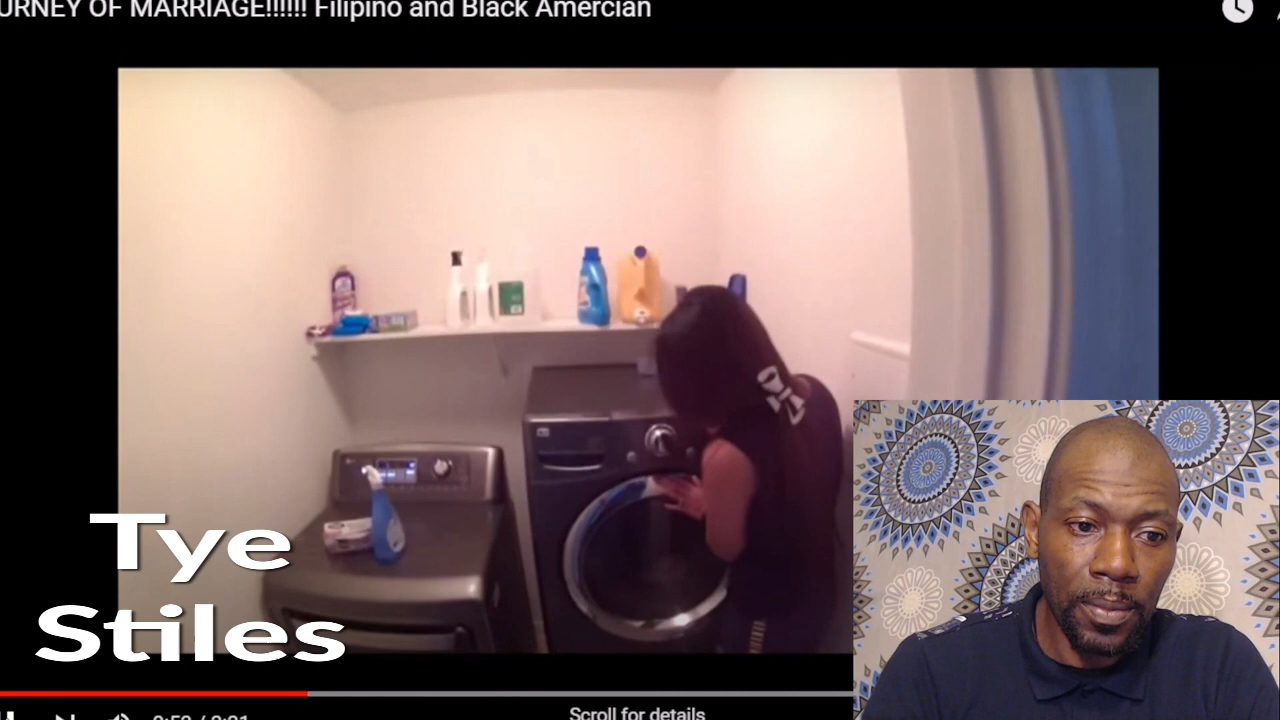 URNEY OF MARRIAGE!!!!!! Filipino and Black Amercian
Tye
Stiles
Scroll for details